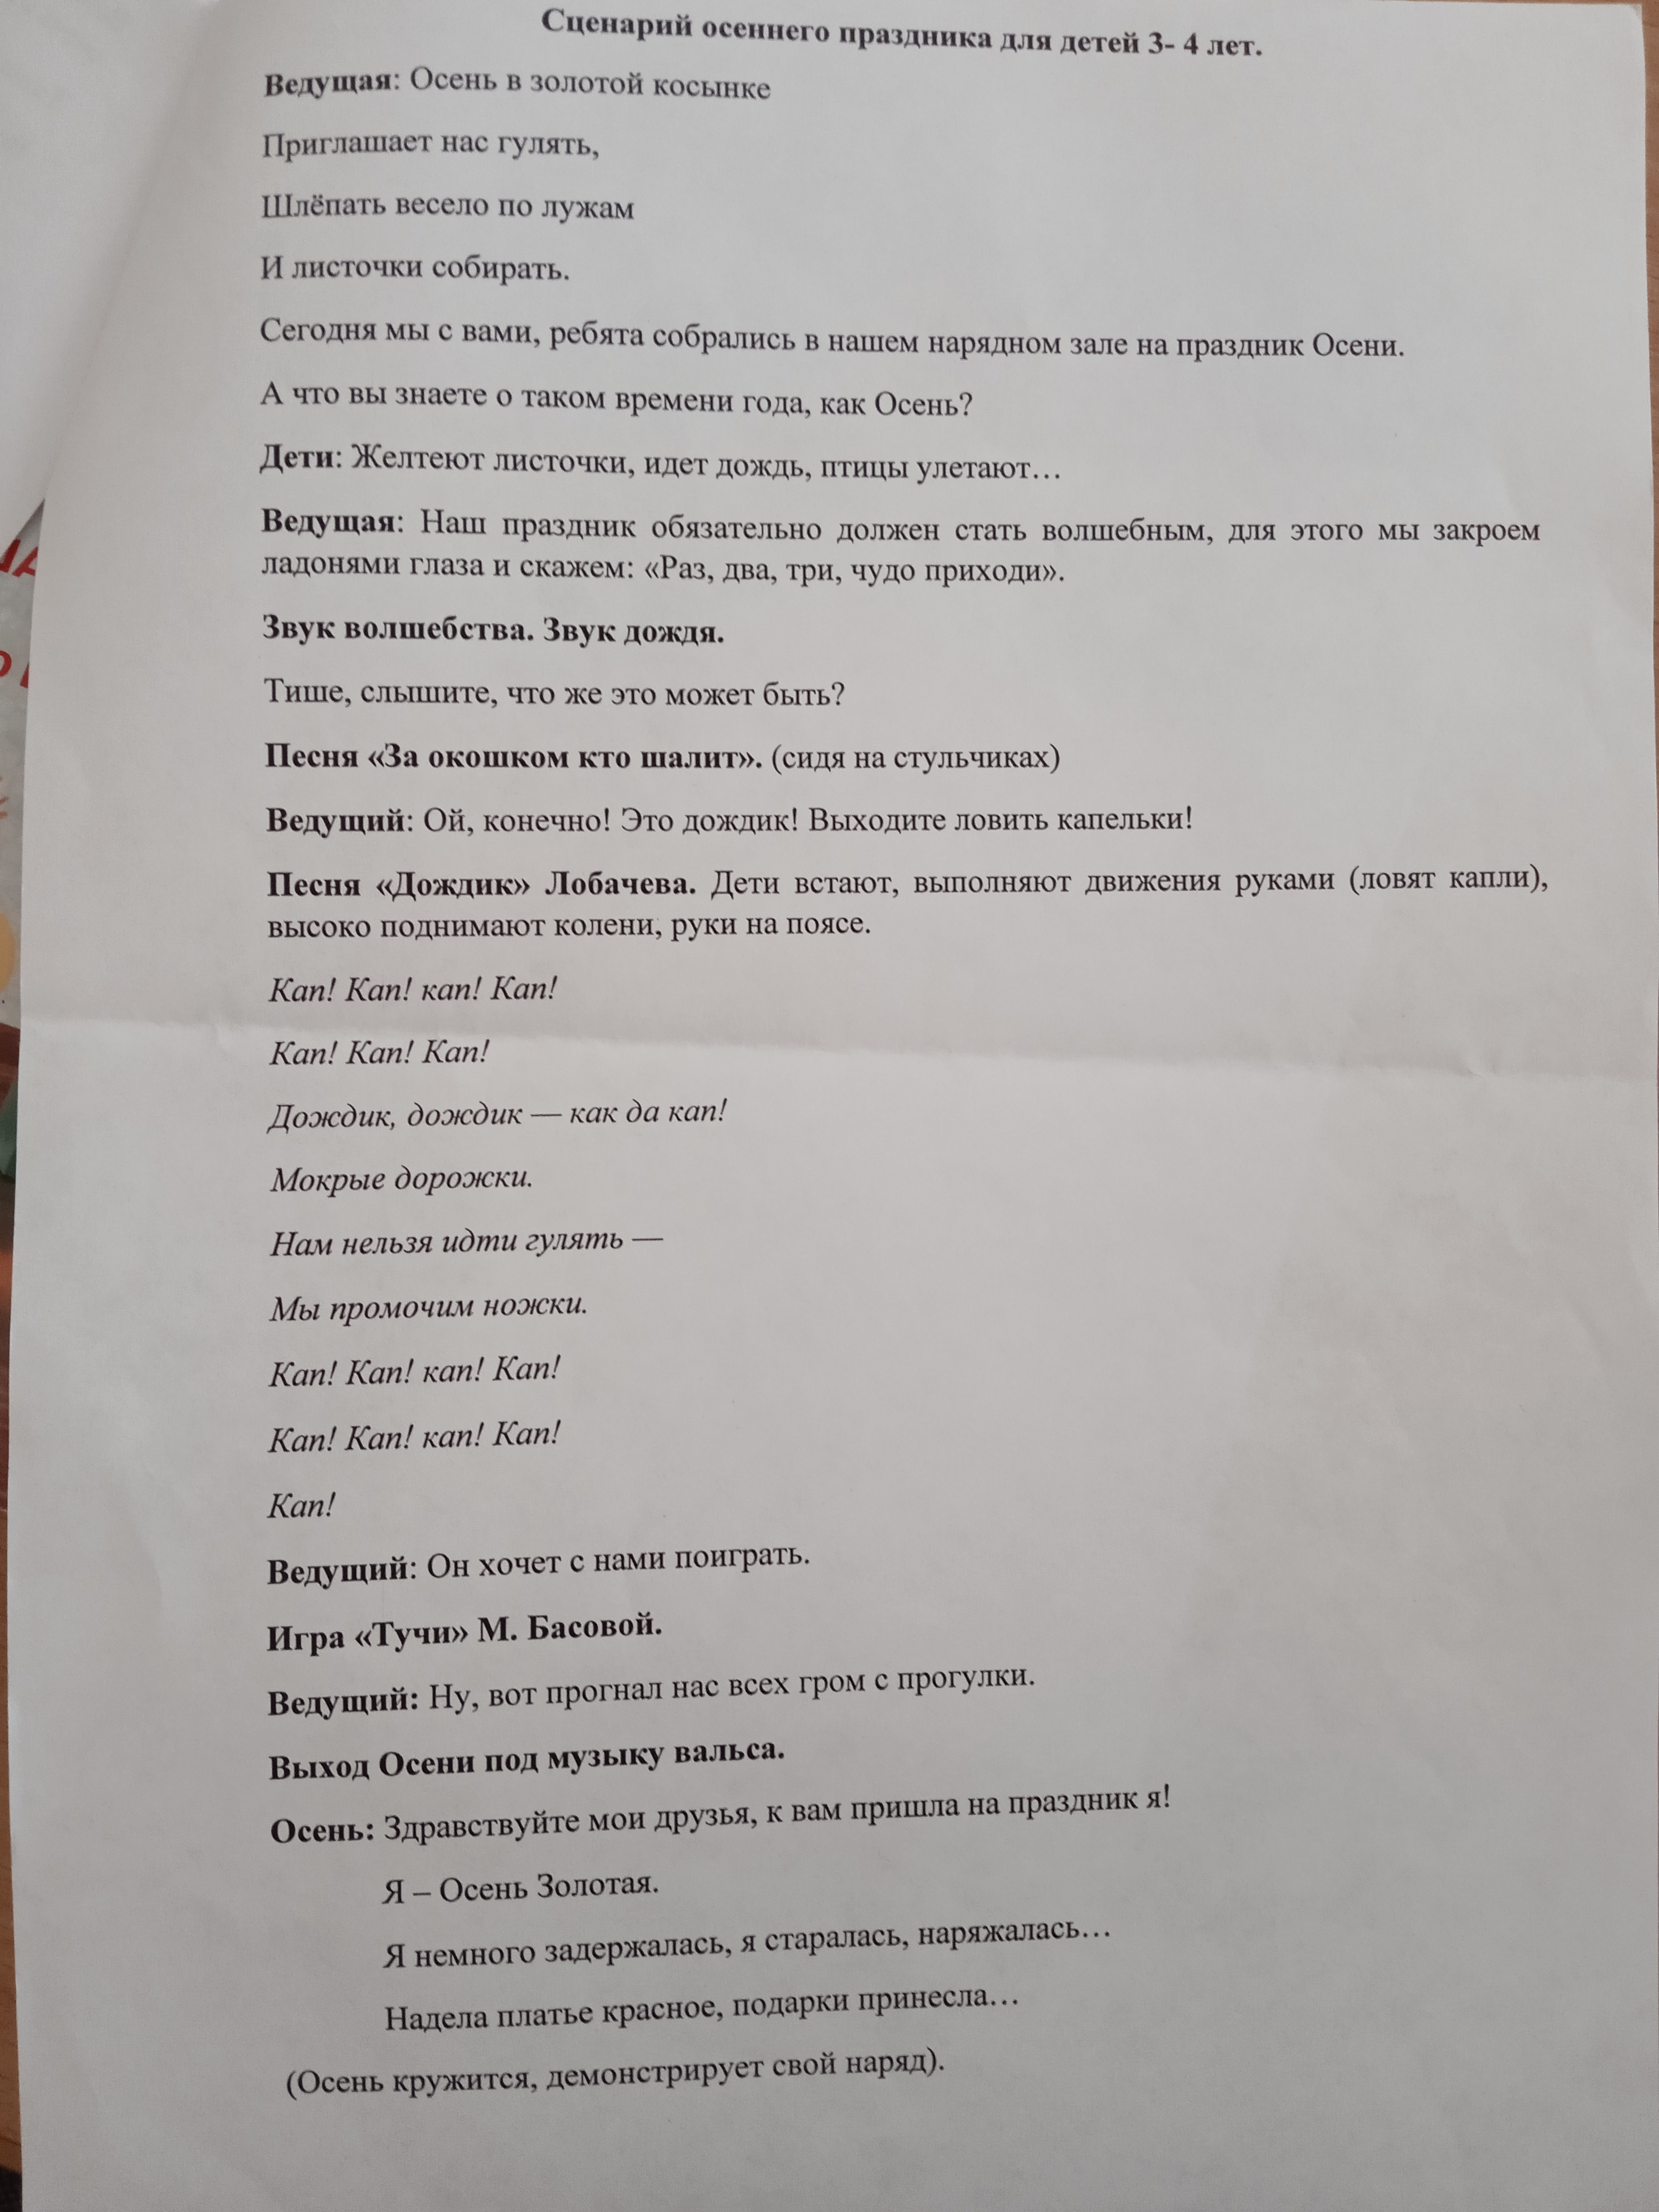 Сценарий осеннего праздника для детей 3- 4 лет.
Ведущая: Осень в золотой косынке
Приглашает нас гулять,
Шлёпать весело по лужам
И листочки собирать.
Сегодня мы с вами, ребята собрались в нашем нарядном зале на праздник Осени.
А что вы знаете о таком времени года, как Осень?
Дети: Желтеют листочки, идет дождь, птицы улетают…
Ведущая: Наш праздник обязательно должен стать волшебным, для этого мы закроем
ладонями глаза и скажем: «Раз, два, три, чудо приходи».
Звук волшебства. Звук дождя.
Тише, слышите, что же это может быть?
Песня «За окошком кто шалит». (сидя на стульчиках)
Ведущий: Ой, конечно! Это дождик! Выходите ловить капельки!
Песня «Дождик» Лобачева. Дети встают, выполняют движения руками (ловят капли),
высоко поднимают колени, руки на поясе.
Кап! Кап! кап! Кап!
Кап! Кап! Кап!
Дождик, дождик — как да кап!
Мокрые дорожки.
Нам нельзя идти гулять —
Мы промочим ножки.
Кап! Кап! кап! Кап!
Кап! Кап! кап! Кап!
Кап!
Ведущий: Он хочет с нами поиграть.
Игра «Тучи» М. Басовой.
Ведущий: Ну, вот прогнал нас всех гром с прогулки.
Выход Осени под музыку вальса.
Осень: Здравствуйте мои друзья, к вам пришла на праздник я!
Я – Осень Золотая.
Я немного задержалась, я старалась, наряжалась…
Надела платье красное, подарки принесла…
(Осень кружится, демонстрирует свой наряд).